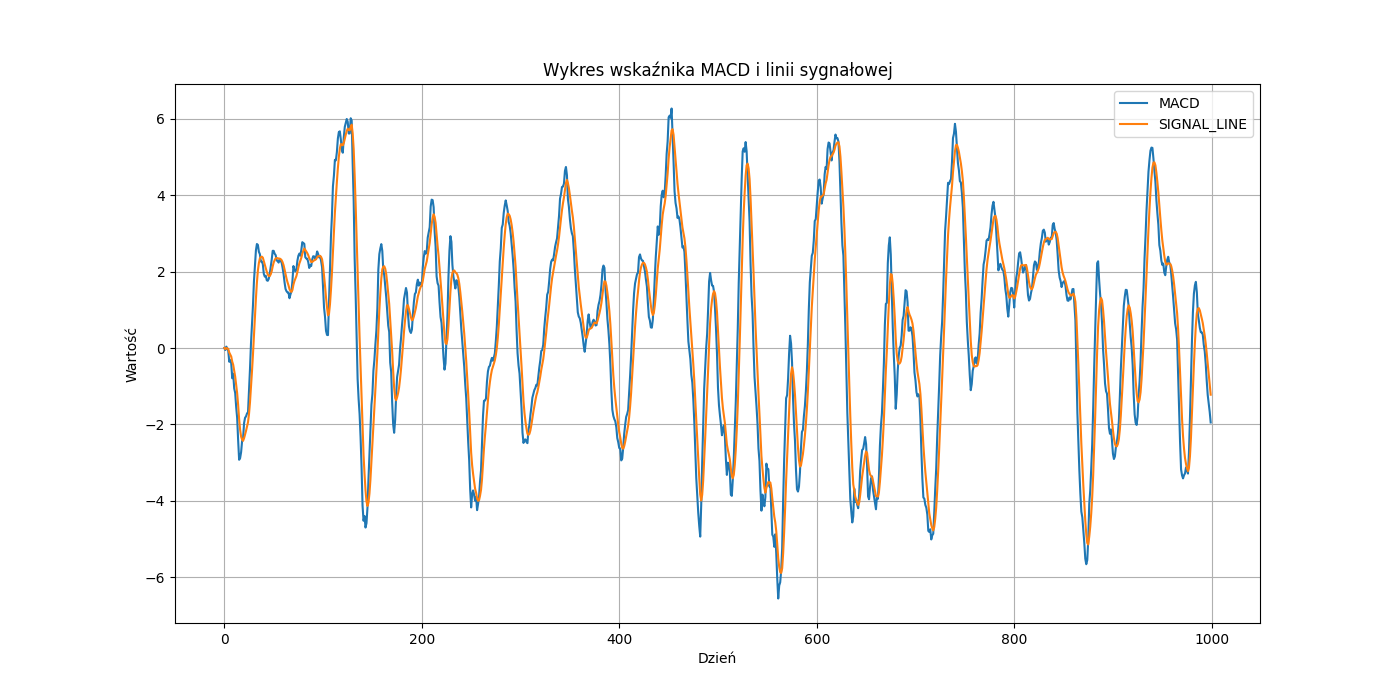 Wykres wskaźnika MACD i linii sygnałowej
MACD
SIGNAL_LINE
Wartość
6
4
2
0
−2
−4
−6
0
200
400
600
800
1000
Dzień